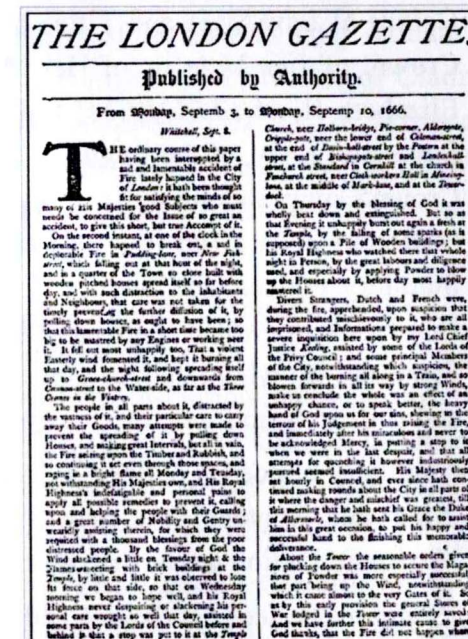 THE LONDON GAZETTE.
Published by Authority.
From Monday, Septemb 3, to Monday, Septemp 10, 1666.
Whitehall, Sept. 8.
THE ordinary course of this paper
having been interrupted by a
sad and lamentable accident of
Fire lately hapned in the City
of London: it hath been thought
fit for satisfying the minds of so
many of His Majesties good Subjects who must
needs be concerned for the Issue of so great an
accident, to give this short, but true Accompt of it.
On the second instant, at one of the clock in the
Morning, there hapned to break out, a sad
deplorable Fire in Pudding-lane, neer New Fish-
street, which falling out at that hour of the night,
and in a quarter of the Town so close built with
wooden pitched houses spread itself so far before
day, and with such distraction to the inhabitants
and Neighbours, that care was not taken for the
timely preventing the further diffusion of it, by
pulling down houses, as ought to have been; so
that this lamentable Fire in a short time became too
big to be mastred by any Engines or working neer
it. It fell out most unhappily too, That a violent
Easterly wind fomented it, and kept it burning all
that day, and the night following spreading itself
up to Grace-church-street and downwards from
Cannon-street to the Water-side, as far as the Three
Cranes in the Vintrey.
The people in all parts about it, distracted by
the vastness of it, and their particular care to carry
away their Goods, many attempts were made to
prevent the spreading of it by pulling down
Houses, and making great Intervals, but all in vain,
the Fire seizing upon the Timber and Rubbish, and
so continuing it set even through those spaces, and
raging in a bright flame all Monday and Tuesday,
not withstanding His Majesties own, and His Royal
Highness's indefatigable and personal pains to
apply all possible remedies to prevent it, calling
upon and helping the people with their Guards;
and a great number of Nobility and Gentry un-
weariedly assisting therein, for which they were
requited with a thousand blessings from the poor
distressed people. By the favour of God the
Wind slackened a little on Tuesday night & the
Flames meeting with brick buildings at the
Temple, by little and little it was observed to lose
its force on that side, so that on Wednesday
morning we began to hope well, and his Royal
Highness never despairing or slackening his per-
sonal care wrought so well that day, assisted in
some parts by the Lords of the Council before and
behind it that a stop was put to it at the Temple
Church, neer Holborn-bridge, Pie-corner, Aldersgate,
Cripple-gate, neer the lower end of Coleman-street,
at the end of Basin-hall-street by the Postern at the
upper end of Bishopsgate-street and Leadenhall-
street, at the Standard in Cornhill at the church in
Fenchurch street, neer Clothworkers Hall in Mincing-
lane, at the middle of Mark-lane, and at the Tower-
dock.
On Thursday by the blessing of God it was
wholly beat down and extinguished. But so as
that Evening it unhappily burst out again a fresh at
the Temple, by the falling of some sparks (as is
supposed) upon a Pile of Wooden buildings; but
his Royal Highness who watched there that whole
night in Person, by the great labours and diligence
used, and especially by applying Powder to blow
up the Houses about it, before day most happily
mastered it.
Divers Strangers, Dutch and French were,
during the fire, apprehended, upon suspicion that
they contributed mischievously to it, who are all
imprisoned, and Informations prepared to make a
severe inquisition here upon by my Lord Chief
Justice Keeling, assisted by some of the Lords of
the Privy Council; and some principal Members
of the City, notwithstanding which suspicion, the
manner of the burning all along in a Train, and so
blowen forwards in all its way by strong Winds,
make us conclude the whole was an effect of an
unhappy chance, or to speak better, the heavy
hand of God upon us for our sins, shewing us the
terrour of his Judgement in thus raising the Fire,
and immediately after his miraculous and never to
be acknowledged Mercy, in putting a stop to it
when we were in the last despair, and that all
attempts for quenching it however industriously
pursued seemed insufficient. His Majesty then
sat hourly in Council, and ever since hath con-
tinued making rounds about the City in all parts of
it where the danger and mischief was greatest, till
this morning that he hath sent his Grace the Duke
of Albermarle, whom he hath called for to assist
him in this great occasion, to put his happy and
successful hand to the finishing this memorable
deliverance.
About the Tower the seasonable orders given
for plucking down the Houses to secure the Maga-
zines of Powder was more especially successful
that part being up the Wind, notwithstanding
which it came almost to the very Gates of it. So
as by this early provision the general Stores of
War lodged in the Tower were entirely saved:
And we have further this infinite cause to give
God thanks that the Fire did not happen